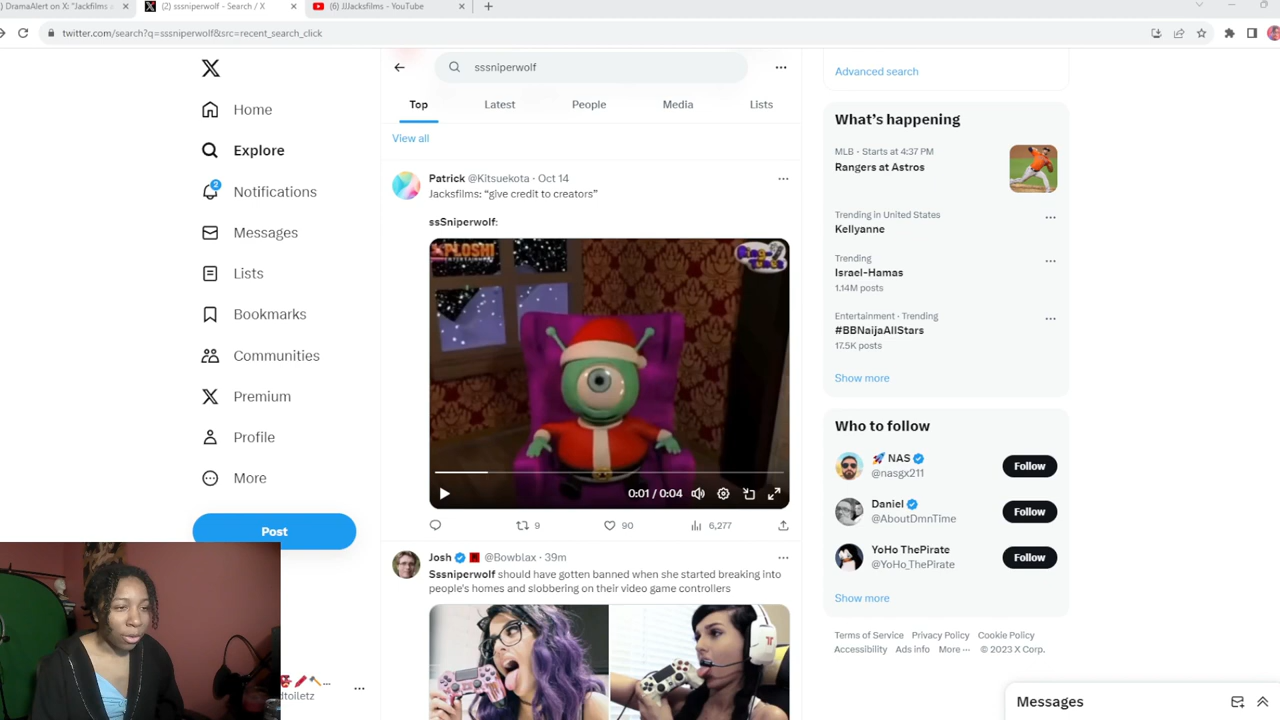 ) DramaAlert on X: "Jackfilms a
(2) sssniperwolf - Search / X
(6) JJJacksfilms - YouTube
twitter.com/search?q=sssniperwolf&src=recent_search_click
sssniperwolf
Top
Latest
People
Media
Lists
View all
Home
Explore
2
Notifications
Messages
Lists
Bookmarks
Communities
Premium
Profile
More
Post
dtoiletz
Patrick @Kitsuekota · Oct 14
Jacksfilms: “give credit to creators”
ssSniperwolf:
PLOSHI
0:01 / 0:04
9
90
6,277
Josh @Bowblax · 39m
Sssniperwolf should have gotten banned when she started breaking into
people's homes and slobbering on their video game controllers
Advanced search
What’s happening
MLB · Starts at 4:37 PM
Rangers at Astros
Trending in United States
Kellyanne
Trending
Israel-Hamas
1.14M posts
Entertainment · Trending
#BBNaijaAllStars
17.5K posts
Show more
Who to follow
NAS
@nasgx211
Follow
Daniel
@AboutDmnTime
Follow
YoHo ThePirate
@YoHo_ThePirate
Follow
Show more
Terms of Service Privacy Policy Cookie Policy
Accessibility Ads info More ··· © 2023 X Corp.
Messages